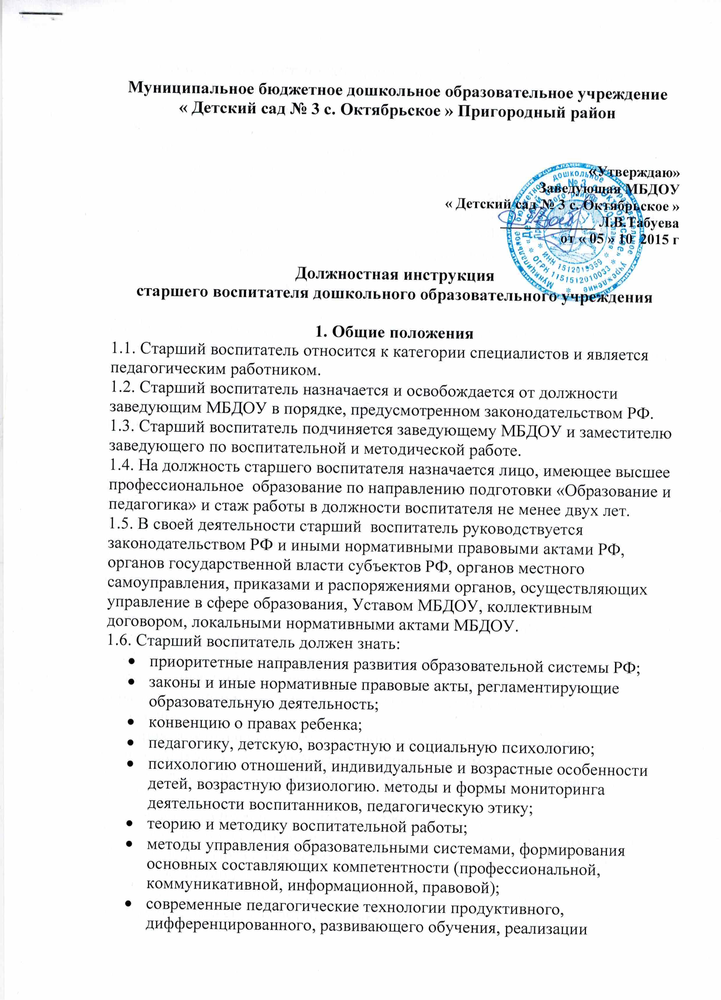 Муниципальное бюджетное дошкольное образовательное учреждение
« Детский сад № 3 с. Октябрьское » Пригородный район
«Утверждаю»
Заведующая МБДОУ
« Детский сад № 3 с. Октябрьское »
Л.В.Табуева
от « 05 » 10 2015 г
ИНН 1512019359
ОГРН 1151512010033
Должностная инструкция
старшего воспитателя дошкольного образовательного учреждения
1. Общие положения
1.1. Старший воспитатель относится к категории специалистов и является
педагогическим работником.
1.2. Старший воспитатель назначается и освобождается от должности
заведующим МБДОУ в порядке, предусмотренном законодательством РФ.
1.3. Старший воспитатель подчиняется заведующему МБДОУ и заместителю
заведующего по воспитательной и методической работе.
1.4. На должность старшего воспитателя назначается лицо, имеющее высшее
профессиональное образование по направлению подготовки «Образование и
педагогика» и стаж работы в должности воспитателя не менее двух лет.
1.5. В своей деятельности старший воспитатель руководствуется
законодательством РФ и иными нормативными правовыми актами РФ,
органов государственной власти субъектов РФ, органов местного
самоуправления, приказами и распоряжениями органов, осуществляющих
управление в сфере образования, Уставом МБДОУ, коллективным
договором, локальными нормативными актами МБДОУ.
1.6. Старший воспитатель должен знать:
• приоритетные направления развития образовательной системы РФ;
• законы и иные нормативные правовые акты, регламентирующие
образовательную деятельность;
• конвенцию о правах ребенка;
• педагогику, детскую, возрастную и социальную психологию;
• психологию отношений, индивидуальные и возрастные особенности
детей, возрастную физиологию. методы и формы мониторинга
деятельности воспитанников, педагогическую этику;
• теорию и методику воспитательной работы;
• методы управления образовательными системами, формирования
основных составляющих компетентности (профессиональной,
коммуникативной, информационной, правовой);
• современные педагогические технологии продуктивного,
дифференцированного, развивающего обучения, реализации